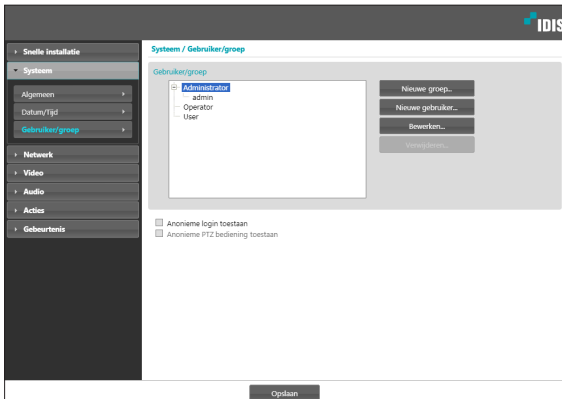 IDIS
Snelle installatie
Systeem
Algemeen
Datum/Tijd
Gebruiker/groep
Netwerk
Video
Audio
Acties
Gebeurtenis
Systeem / Gebruiker/groep
Gebruiker/groep
Administrator
admin
Operator
User
Nieuwe groep...
Nieuwe gebruiker...
Bewerken...
Verwijderen...
Anonieme login toestaan
Anonieme PTZ bediening toestaan
Opslaan